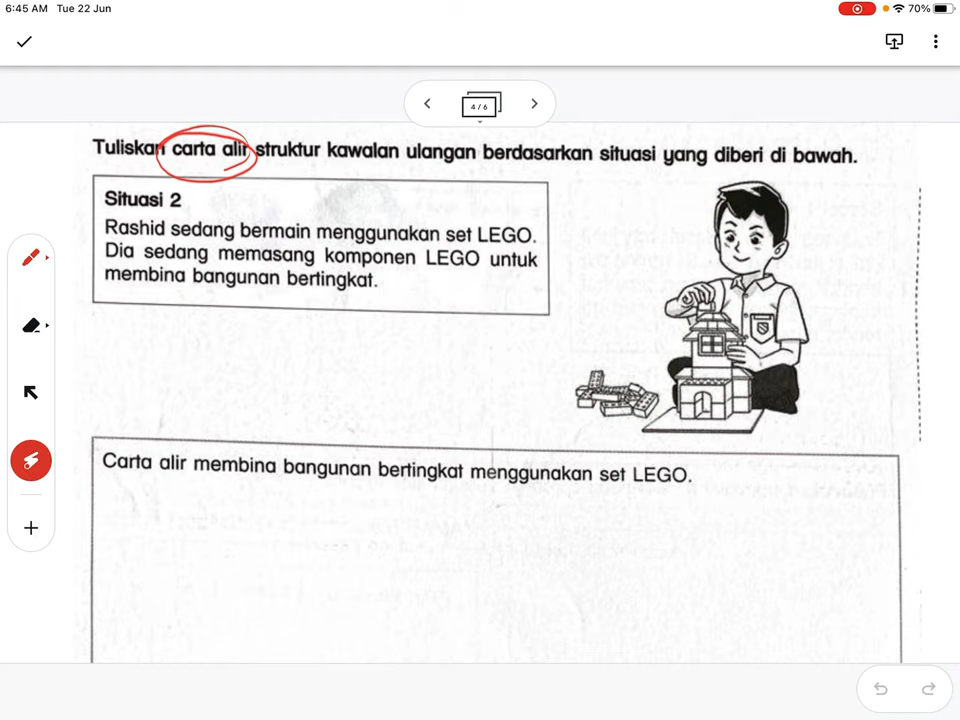 6:45 AM Tue 22 Jun
70%
4 / 6
Tuliskan carta alir struktur kawalan ulangan berdasarkan situasi yang diberi di bawah.
Situasi 2
Rashid sedang bermain menggunakan set LEGO.
Dia sedang memasang komponen LEGO untuk
membina bangunan bertingkat.
Carta alir membina bangunan bertingkat menggunakan set LEGO.